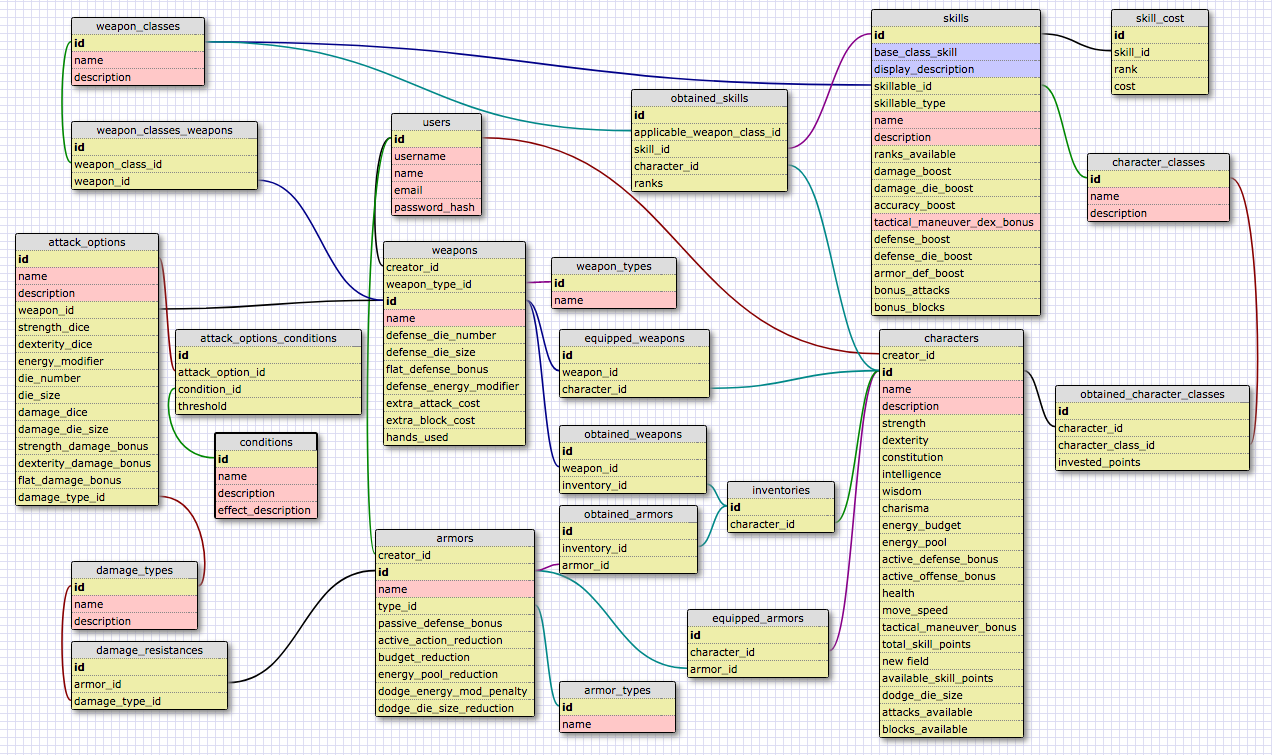 weapon_classes
id
name
description
weapon_classes_weapons
id
weapon_class_id
weapon_id
attack_options
id
name
description
weapon_id
strength_dice
dexterity_dice
energy_modifier
die_number
die_size
damage_dice
damage_die_size
strength_damage_bonus
dexterity_damage_bonus
flat_damage_bonus
damage_type_id
attack_options_conditions
id
attack_option_id
condition_id
threshold
conditions
id
name
description
effect_description
damage_types
id
name
description
damage_resistances
id
armor_id
damage_type_id
users
id
username
name
email
password_hash
weapons
creator_id
weapon_type_id
id
name
defense_die_number
defense_die_size
flat_defense_bonus
defense_energy_modifier
extra_attack_cost
extra_block_cost
hands_used
armors
creator_id
id
name
type_id
passive_defense_bonus
active_action_reduction
budget_reduction
energy_pool_reduction
dodge_energy_mod_penalty
dodge_die_size_reduction
obtained_skills
id
applicable_weapon_class_id
skill_id
character_id
ranks
weapon_types
id
name
equipped_weapons
id
weapon_id
character_id
obtained_weapons
id
weapon_id
inventory_id
obtained_armors
id
inventory_id
armor_id
inventories
id
character_id
equipped_armors
id
character_id
armor_id
armor_types
id
name
skills
id
base_class_skill
display_description
skillable_id
skillable_type
name
description
ranks_available
damage_boost
damage_die_boost
accuracy_boost
tactical_maneuver_dex_bonus
defense_boost
defense_die_boost
armor_def_boost
bonus_attacks
bonus_blocks
skill_cost
id
skill_id
rank
cost
character_classes
id
name
description
characters
creator_id
id
name
description
strength
dexterity
constitution
intelligence
wisdom
charisma
energy_budget
energy_pool
active_defense_bonus
active_offense_bonus
health
move_speed
tactical_maneuver_bonus
total_skill_points
new field
available_skill_points
dodge_die_size
attacks_available
blocks_available
obtained_character_classes
id
character_id
character_class_id
invested_points